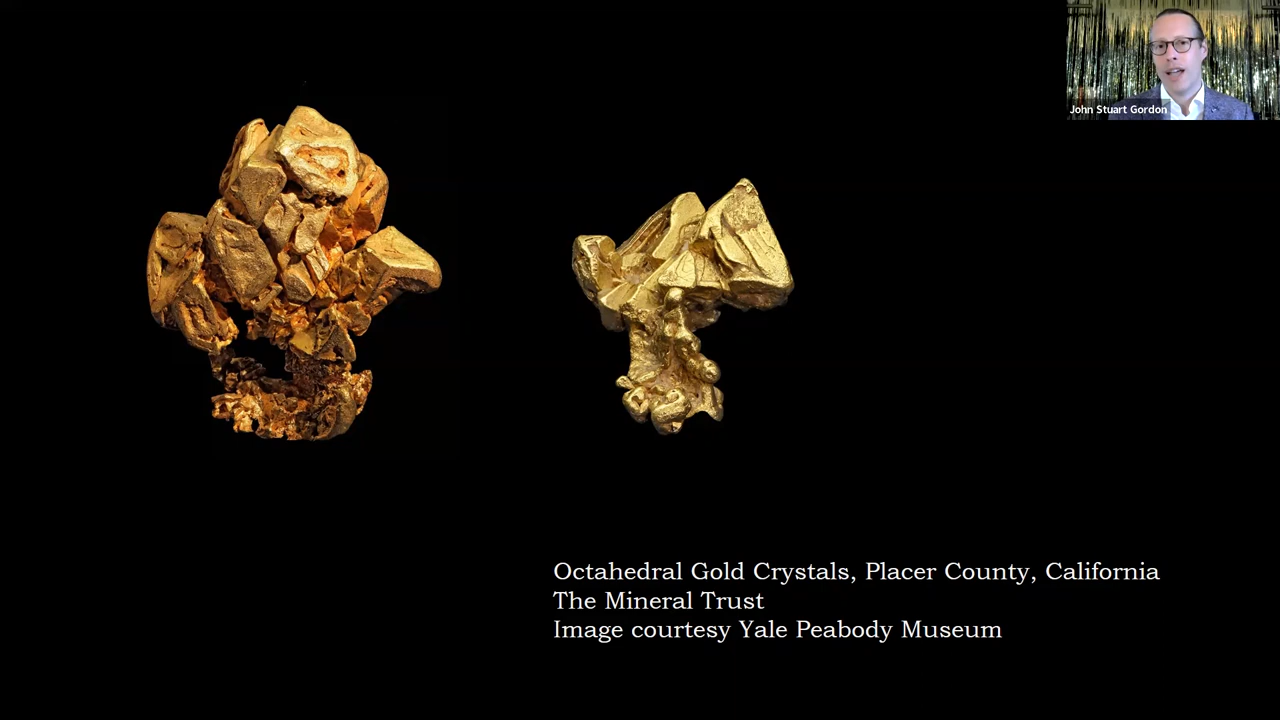 John Stuart Gordon
Octahedral Gold Crystals, Placer County, California
The Mineral Trust
Image courtesy Yale Peabody Museum